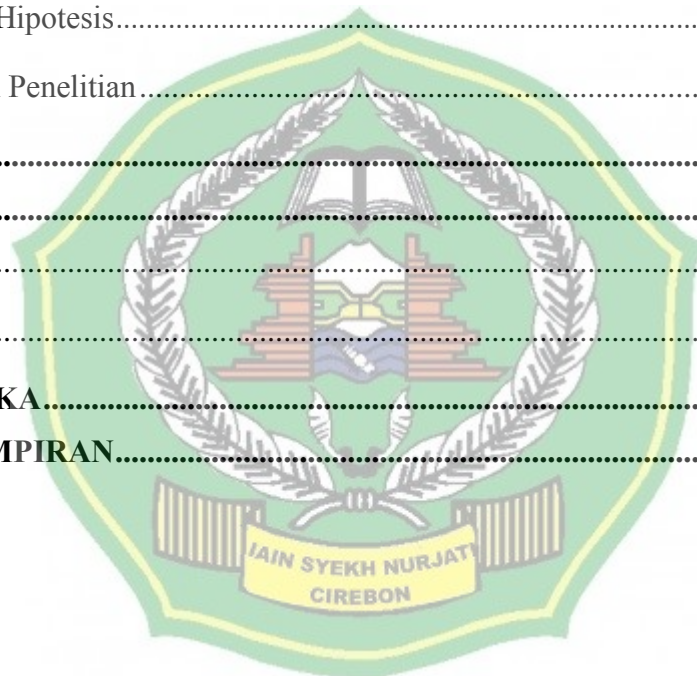 Hipotesis....................................................................
Penelitian..................................................................
....................................................................................
....................................................................................
....................................................................................
....................................................................................
KA..............................................................................
MPIRAN....................................................................
IAIN SYEKH NURJATI
CIREBON